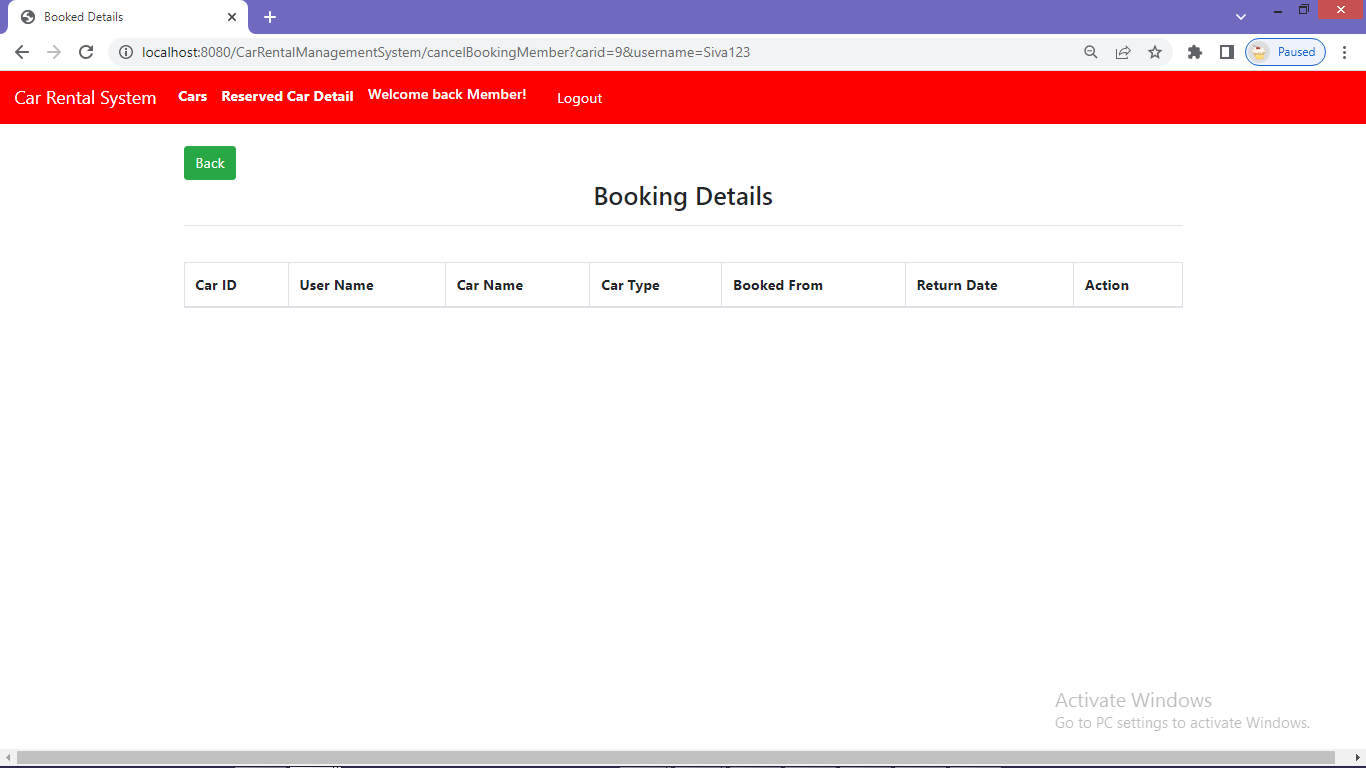 Booked Details
localhost:8080/CarRentalManagementSystem/cancelBookingMember?carid=9&username=Siva123
Paused
Car Rental System Cars Reserved Car Detail Welcome back Member! Logout
Back
Booking Details
Car ID User Name Car Name Car Type Booked From Return Date Action
Activate Windows
Go to PC settings to activate Windows.